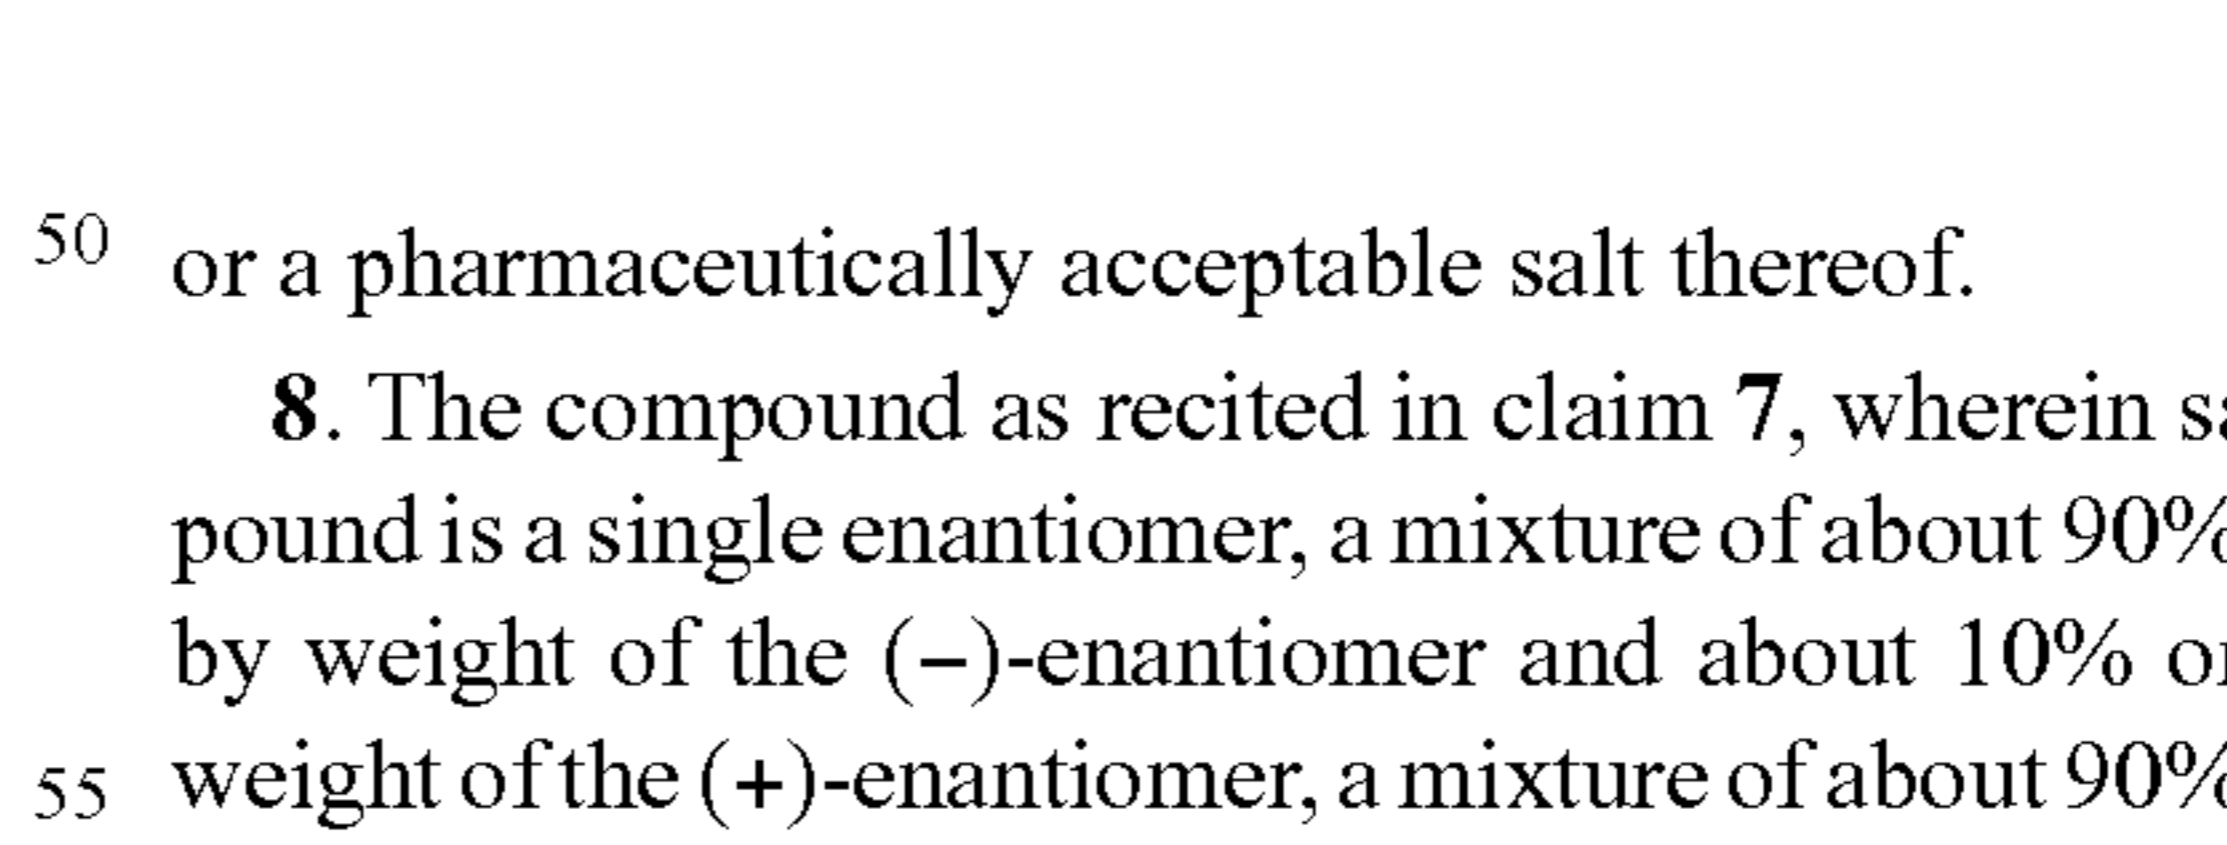 50 or a pharmaceutically acceptable salt thereof.
8. The compound as recited in claim 7, wherein
pound is a single enantiomer, a mixture of about 90%
by weight of the (−)-enantiomer and about 10%
55 weight of the (+)-enantiomer, a mixture of about 90%